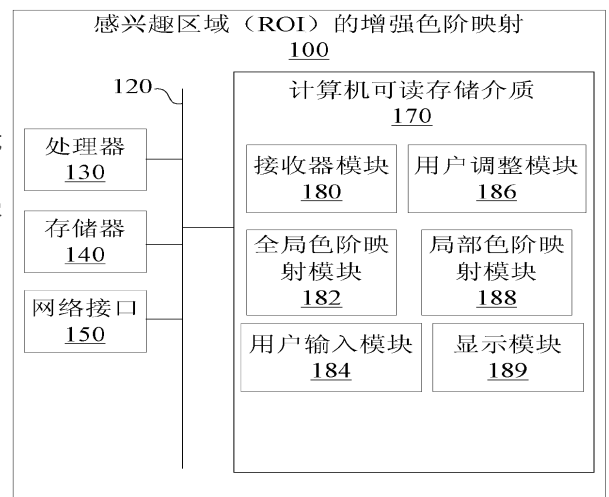 感兴趣区域（ROI）的增强色阶映射
100
120
处理器
130
存储器
140
网络接口
150
计算机可读存储介质
170
接收器模块
180
用户调整模块
186
全局色阶映
射模块
182
局部色阶映
射模块
188
用户输入模块
184
显示模块
189